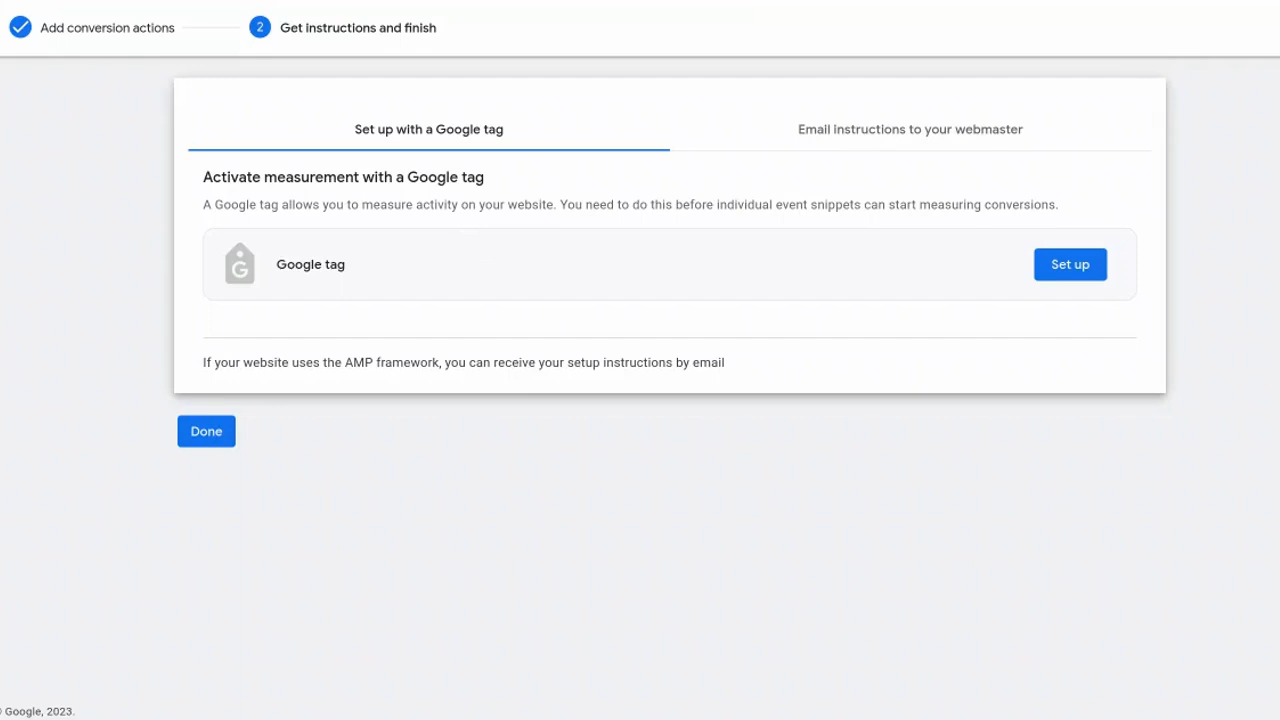 Add conversion actions
2 Get instructions and finish
Set up with a Google tag
Email instructions to your webmaster
Activate measurement with a Google tag
A Google tag allows you to measure activity on your website. You need to do this before individual event snippets can start measuring conversions.
G Google tag
Set up
If your website uses the AMP framework, you can receive your setup instructions by email
Done
© Google, 2023.